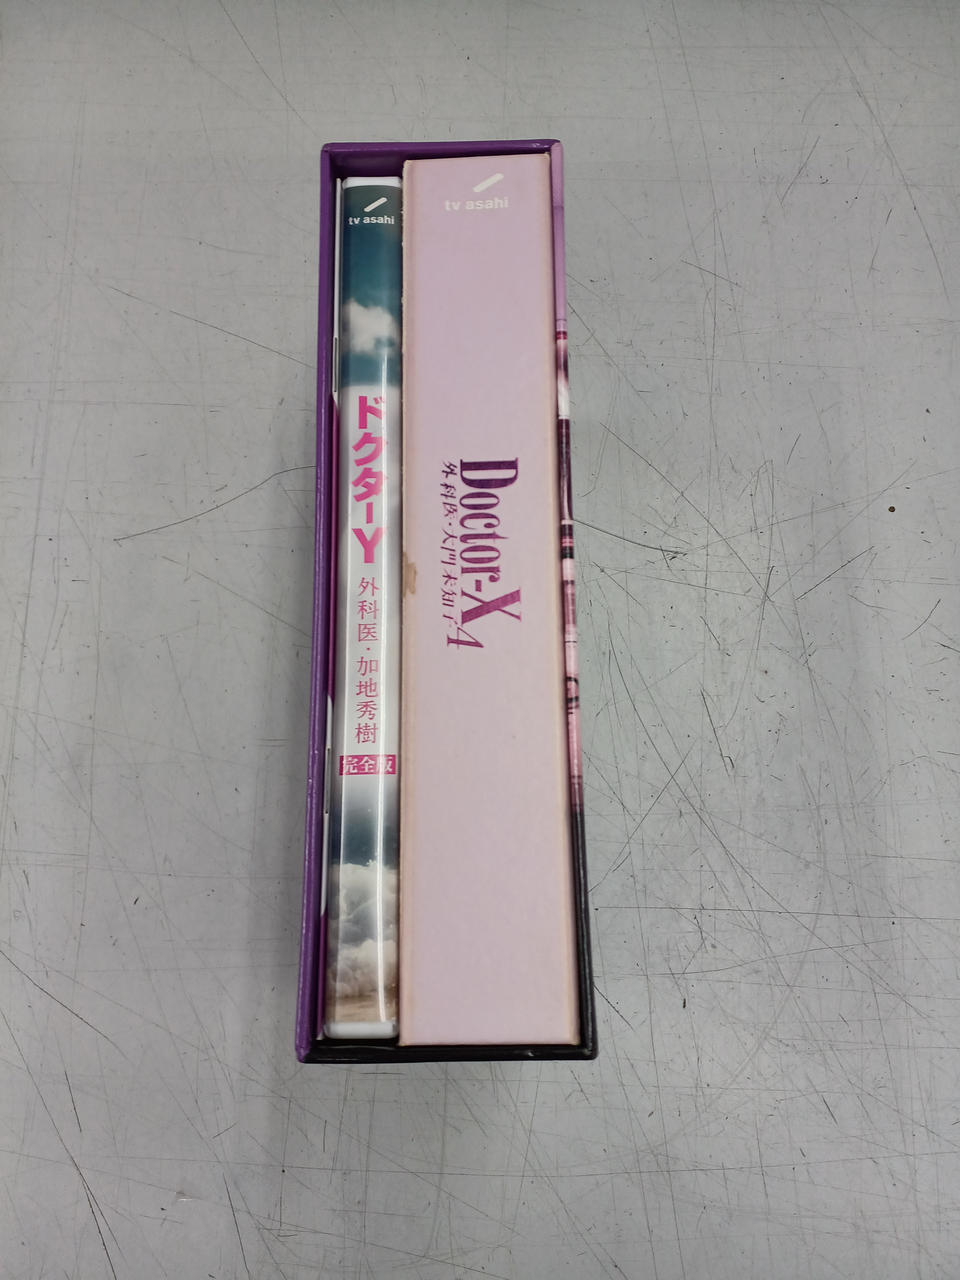 tv asahi
ドクターY
外科医・加地秀樹
完全版
tv asahi
Doctor-X 4
外科医・大門未知子